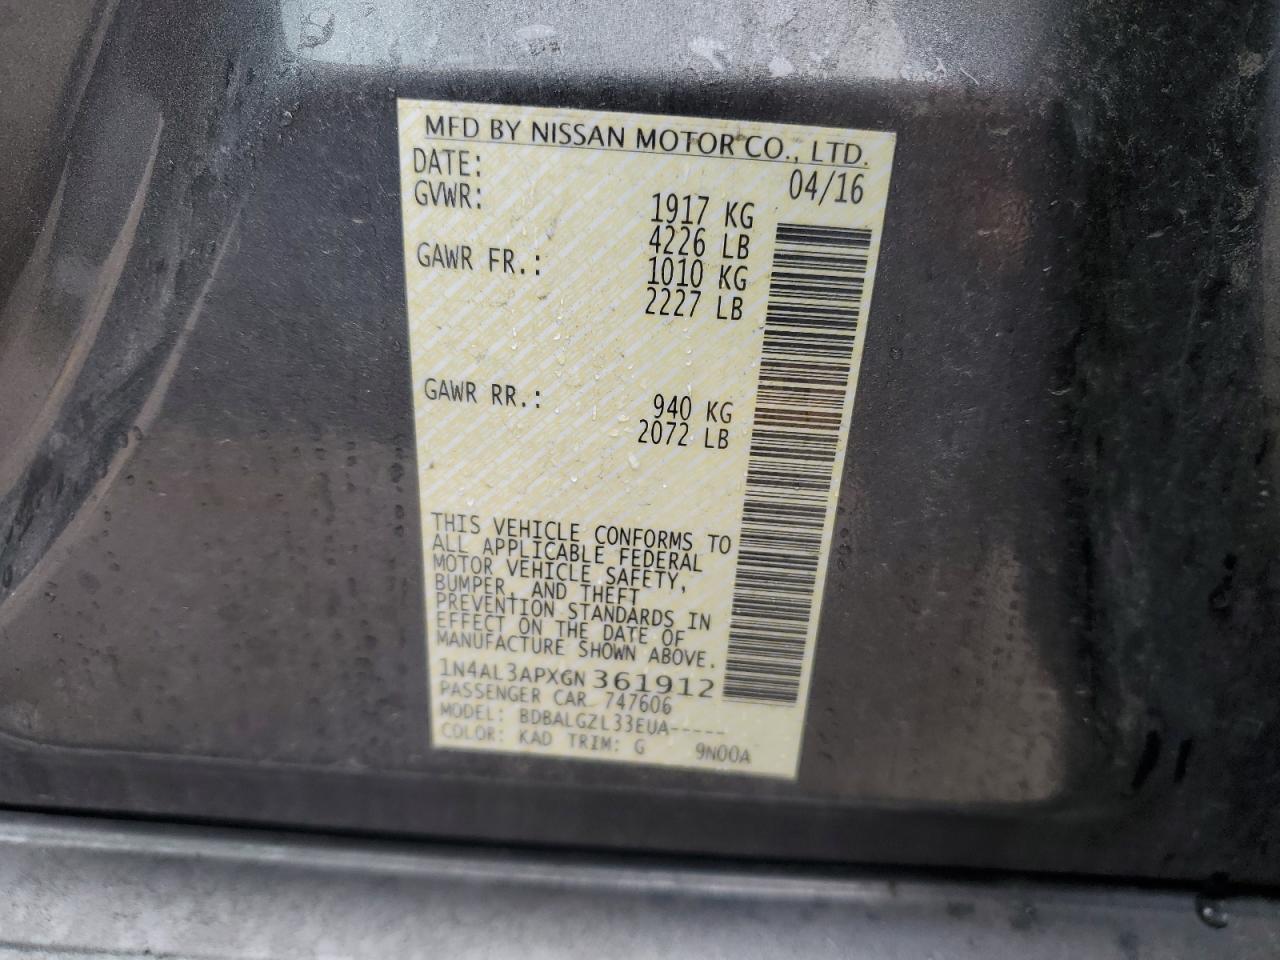 MFD BY NISSAN MOTOR CO., LTD.
DATE: 04/16
GVWR: 1917 KG
4226 LB
GAWR FR.: 1010 KG
2227 LB
GAWR RR.: 940 KG
2072 LB
THIS VEHICLE CONFORMS TO
ALL APPLICABLE FEDERAL
MOTOR VEHICLE SAFETY,
BUMPER, AND THEFT
PREVENTION STANDARDS IN
EFFECT ON THE DATE OF
MANUFACTURE SHOWN ABOVE.
1N4AL3APXGN361912
PASSENGER CAR 747606
MODEL: BDBALGZL33EUA-----
COLOR: KAD TRIM: G 9N00A